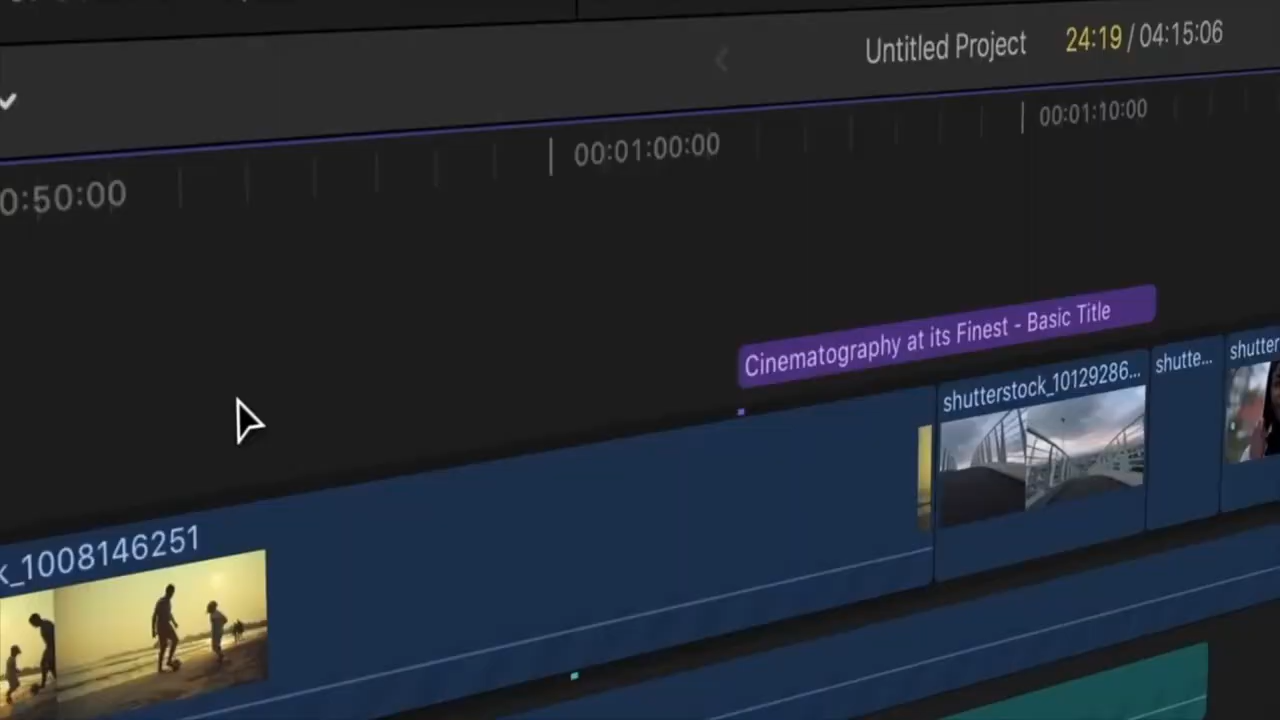 Untitled Project 24:19 / 04:15:06
0:50:00 00:01:00:00 00:01:10:00
Cinematography at its Finest - Basic Title
k_1008146251 shutterstock_10129286... shutte... shutter